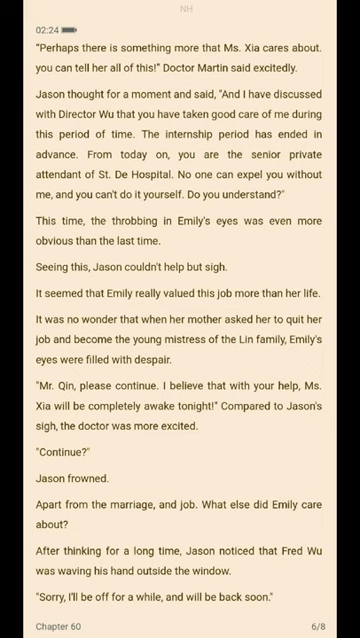 NH
02:24
"Perhaps there is something more that Ms. Xia cares about.
you can tell her all of this!" Doctor Martin said excitedly.
Jason thought for a moment and said, "And I have discussed
with Director Wu that you have taken good care of me during
this period of time. The internship period has ended in
advance. From today on, you are the senior private
attendant of St. De Hospital. No one can expel you without
me, and you can't do it yourself. Do you understand?"
This time, the throbbing in Emily's eyes was even more
obvious than the last time.
Seeing this, Jason couldn't help but sigh.
It seemed that Emily really valued this job more than her life.
It was no wonder that when her mother asked her to quit her
job and become the young mistress of the Lin family, Emily's
eyes were filled with despair.
"Mr. Qin, please continue. I believe that with your help, Ms.
Xia will be completely awake tonight!" Compared to Jason's
sigh, the doctor was more excited.
"Continue?"
Jason frowned.
Apart from the marriage, and job. What else did Emily care
about?
After thinking for a long time, Jason noticed that Fred Wu
was waving his hand outside the window.
"Sorry, I'll be off for a while, and will be back soon."
Chapter 60
6/8